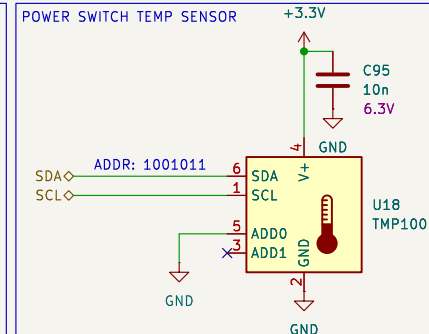 POWER SWITCH TEMP SENSOR
+3.3V
C95
10n
6.3V
GND
4
V+
ADDR: 1001011
SDA
6
SDA
SCL
1
SCL
U18
TMP100
5
ADD0
3
ADD1
GND
2
GND
GND